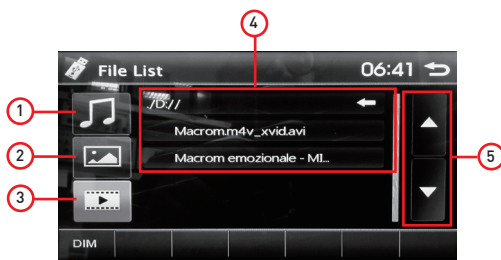 4
File List
06:41
1
./D://
Macrom.m4v_xvid.avi
2
Macrom emozionale - MI...
5
3
DIM